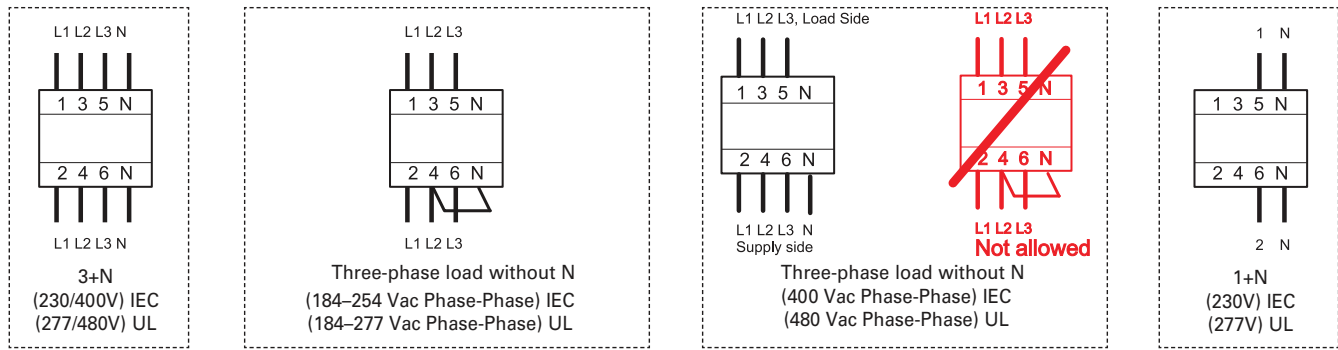 L1 L2 L3 N
1 3 5 N
2 4 6 N
L1 L2 L3 N
3+N
(230/400V) IEC
(277/480V) UL
L1 L2 L3
1 3 5 N
2 4 6 N
L1 L2 L3
Three-phase load without N
(184–254 Vac Phase-Phase) IEC
(184–277 Vac Phase-Phase) UL
L1 L2 L3, Load Side
1 3 5 N
2 4 6 N
L1 L2 L3 N
Supply side
L1 L2 L3
1 3 5 N
2 4 6 N
L1 L2 L3
Not allowed
Three-phase load without N
(400 Vac Phase-Phase) IEC
(480 Vac Phase-Phase) UL
1 N
1 3 5 N
2 4 6 N
2 N
1+N
(230V) IEC
(277V) UL